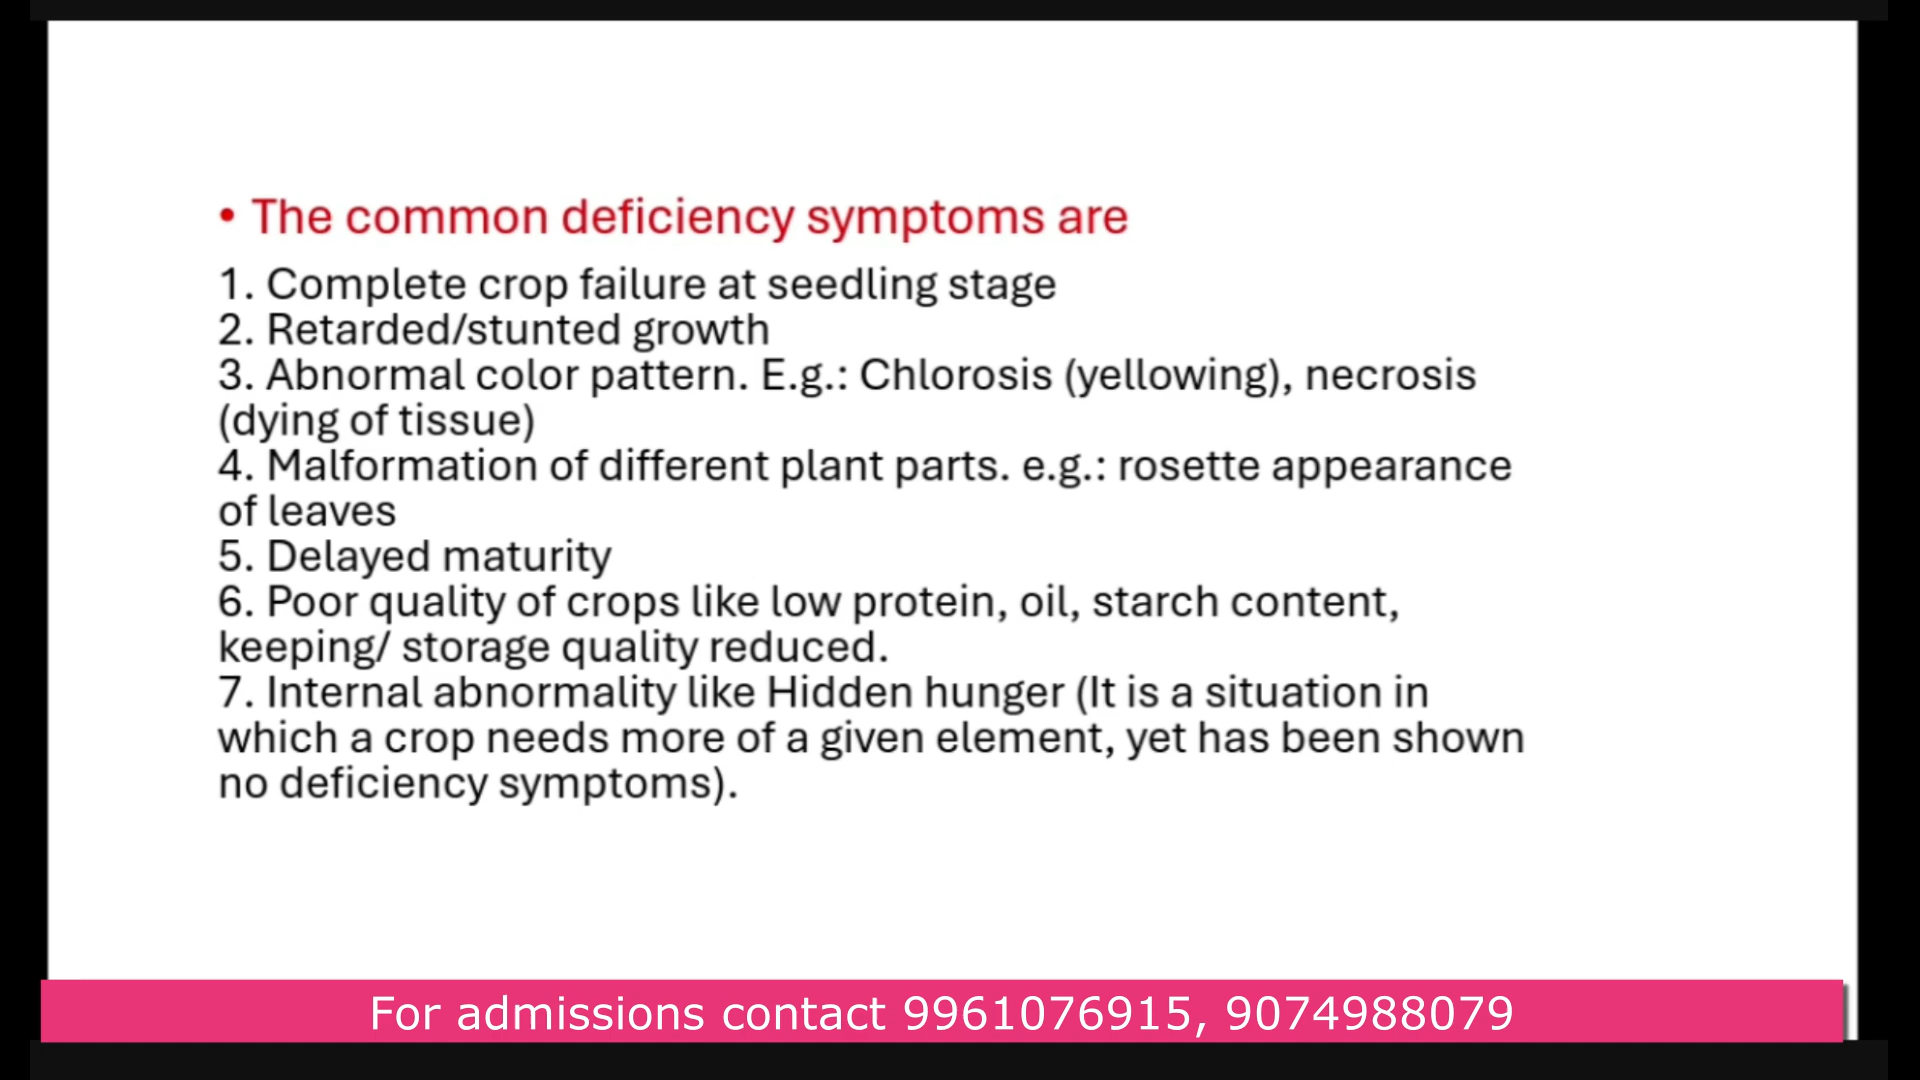 • The common deficiency symptoms are
1. Complete crop failure at seedling stage
2. Retarded/stunted growth
3. Abnormal color pattern. E.g.: Chlorosis (yellowing), necrosis
(dying of tissue)
4. Malformation of different plant parts. e.g.: rosette appearance
of leaves
5. Delayed maturity
6. Poor quality of crops like low protein, oil, starch content,
keeping/ storage quality reduced.
7. Internal abnormality like Hidden hunger (It is a situation in
which a crop needs more of a given element, yet has been shown
no deficiency symptoms).
For admissions contact 9961076915, 9074988079